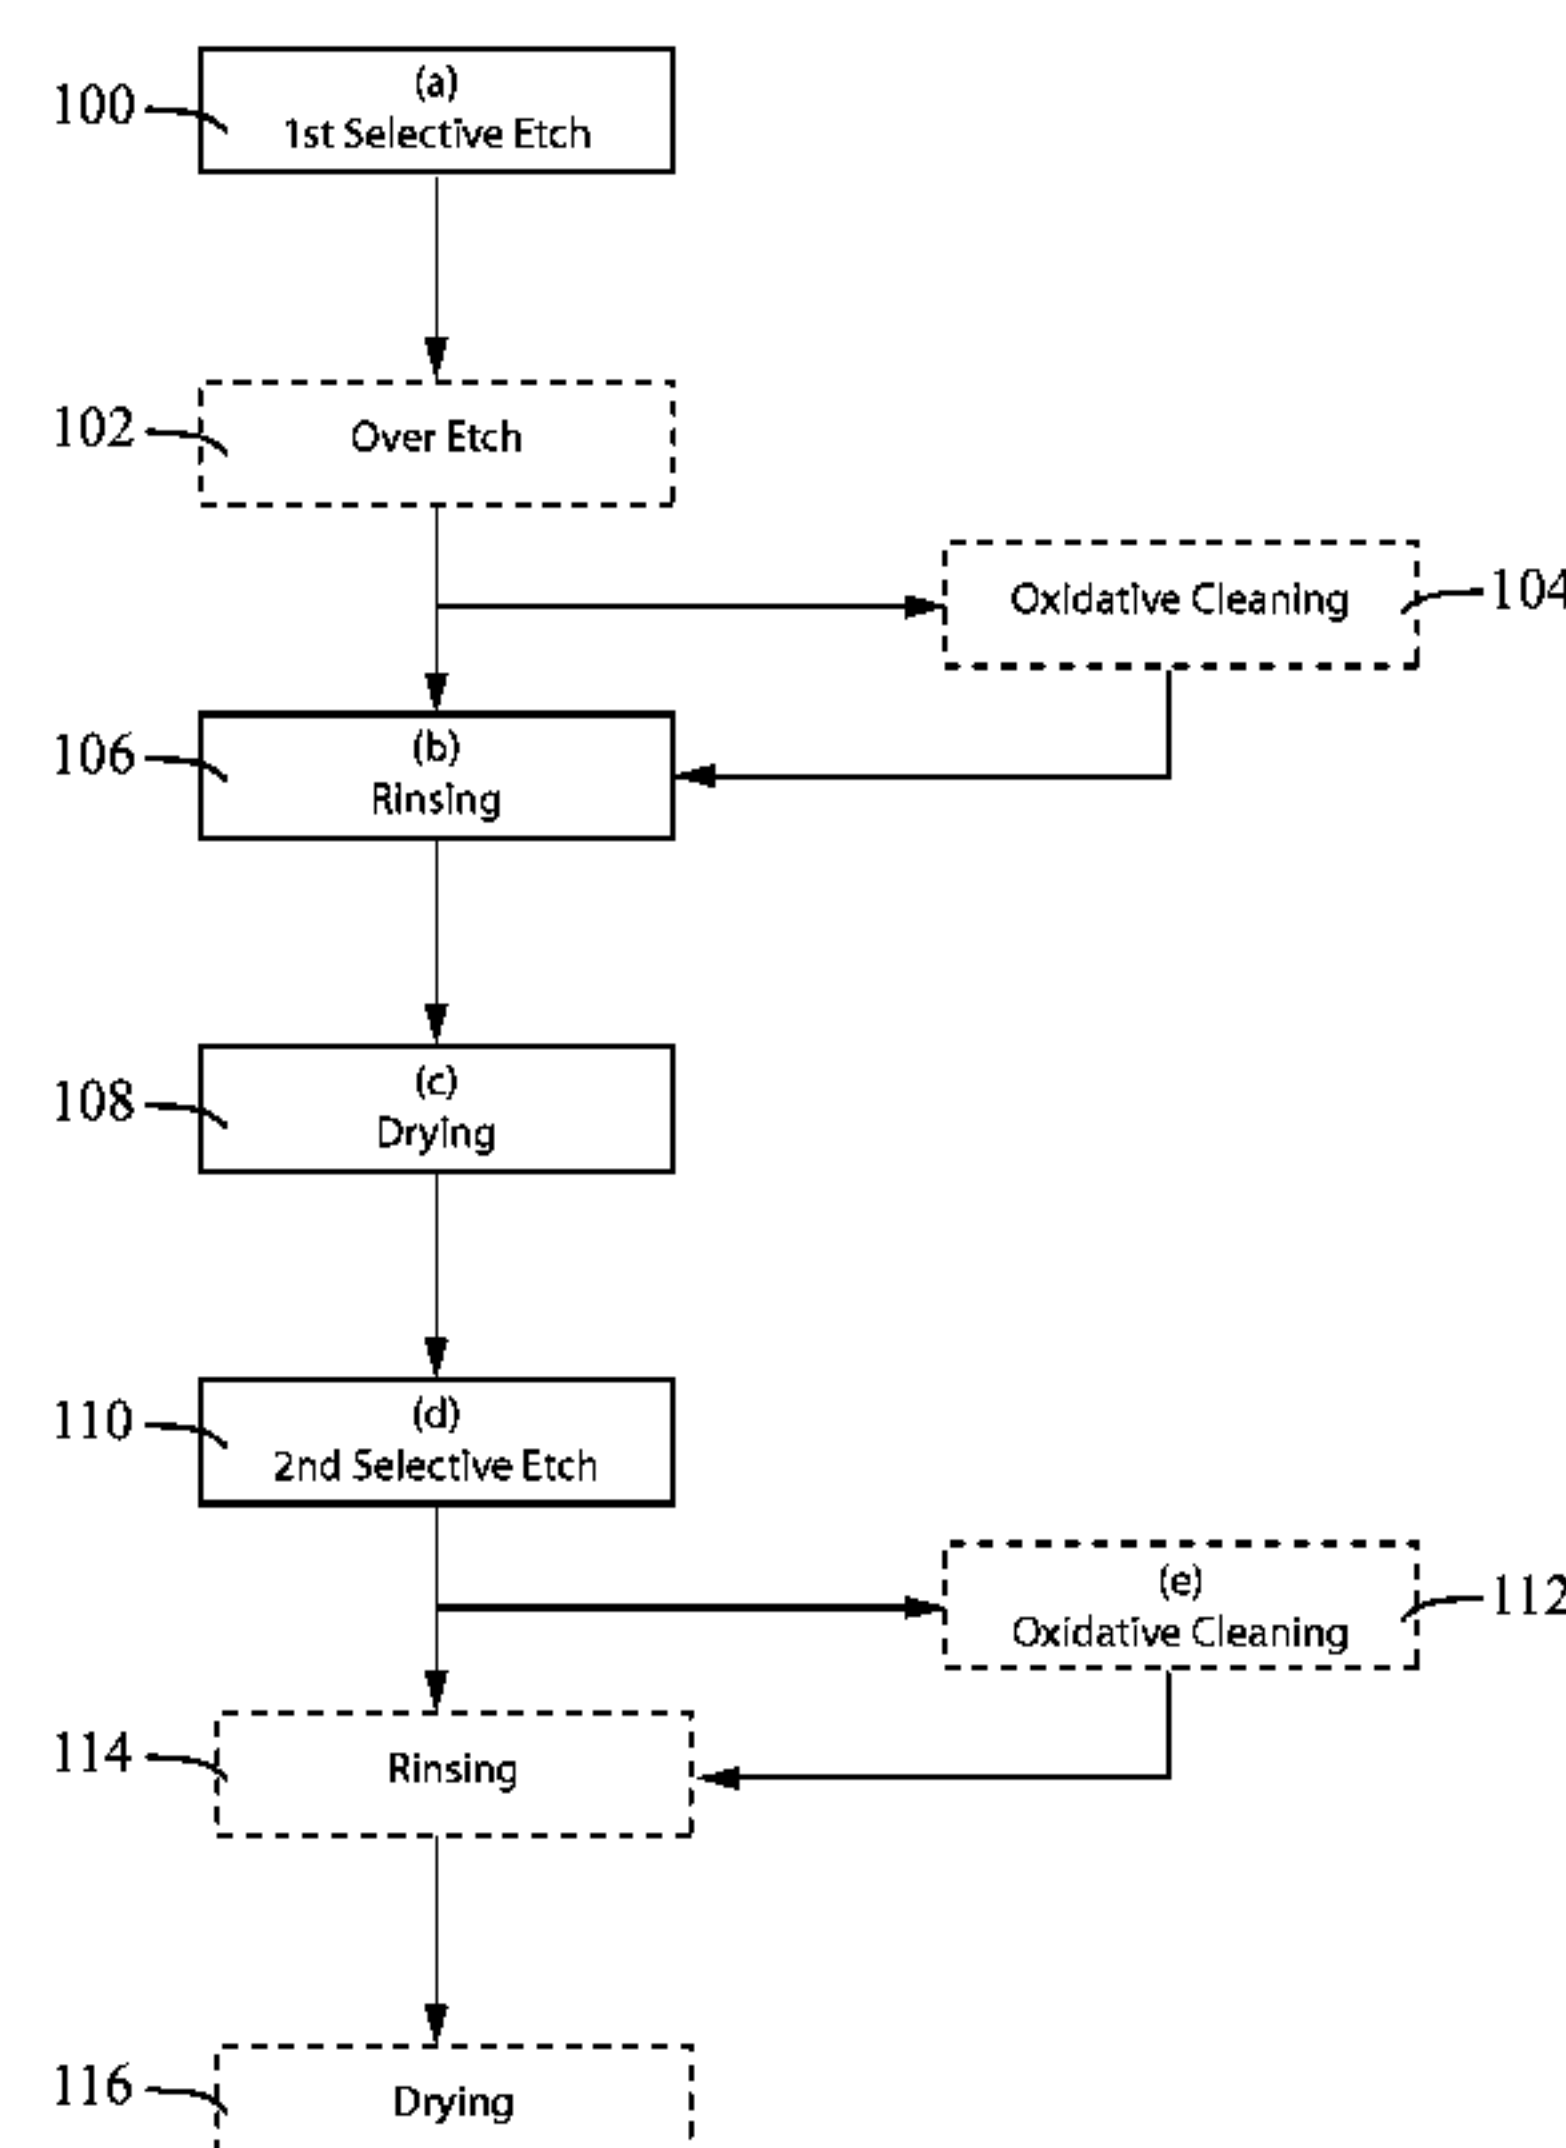 (a)
100
1st Selective Etch
102
Over Etch
Oxidative Cleaning
104
(b)
106
Rinsing
(c)
108
Drying
(d)
110
2nd Selective Etch
(e)
112
Oxidative Cleaning
114
Rinsing
116
Drying